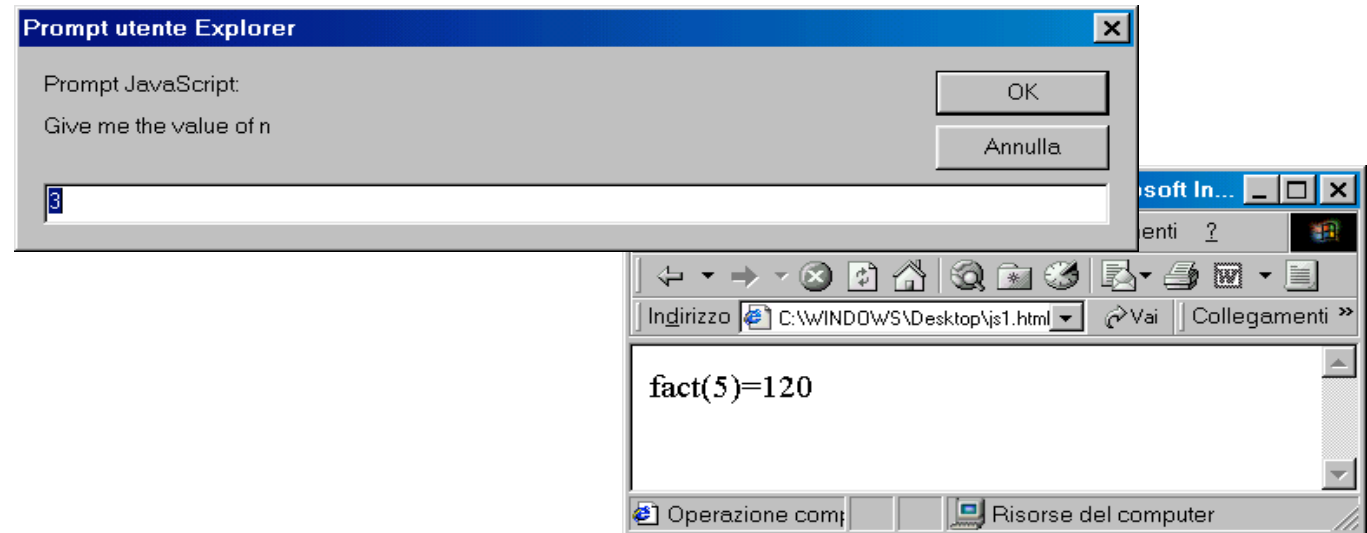 Prompt utente Explorer
Prompt JavaScript:
OK
Give me the value of n
Annulla
3
soft In...
enti ?
Indirizzo C:\WINDOWS\Desktop\js1.html Vai Collegamenti »
fact(5)=120
Operazione Risorse del computer